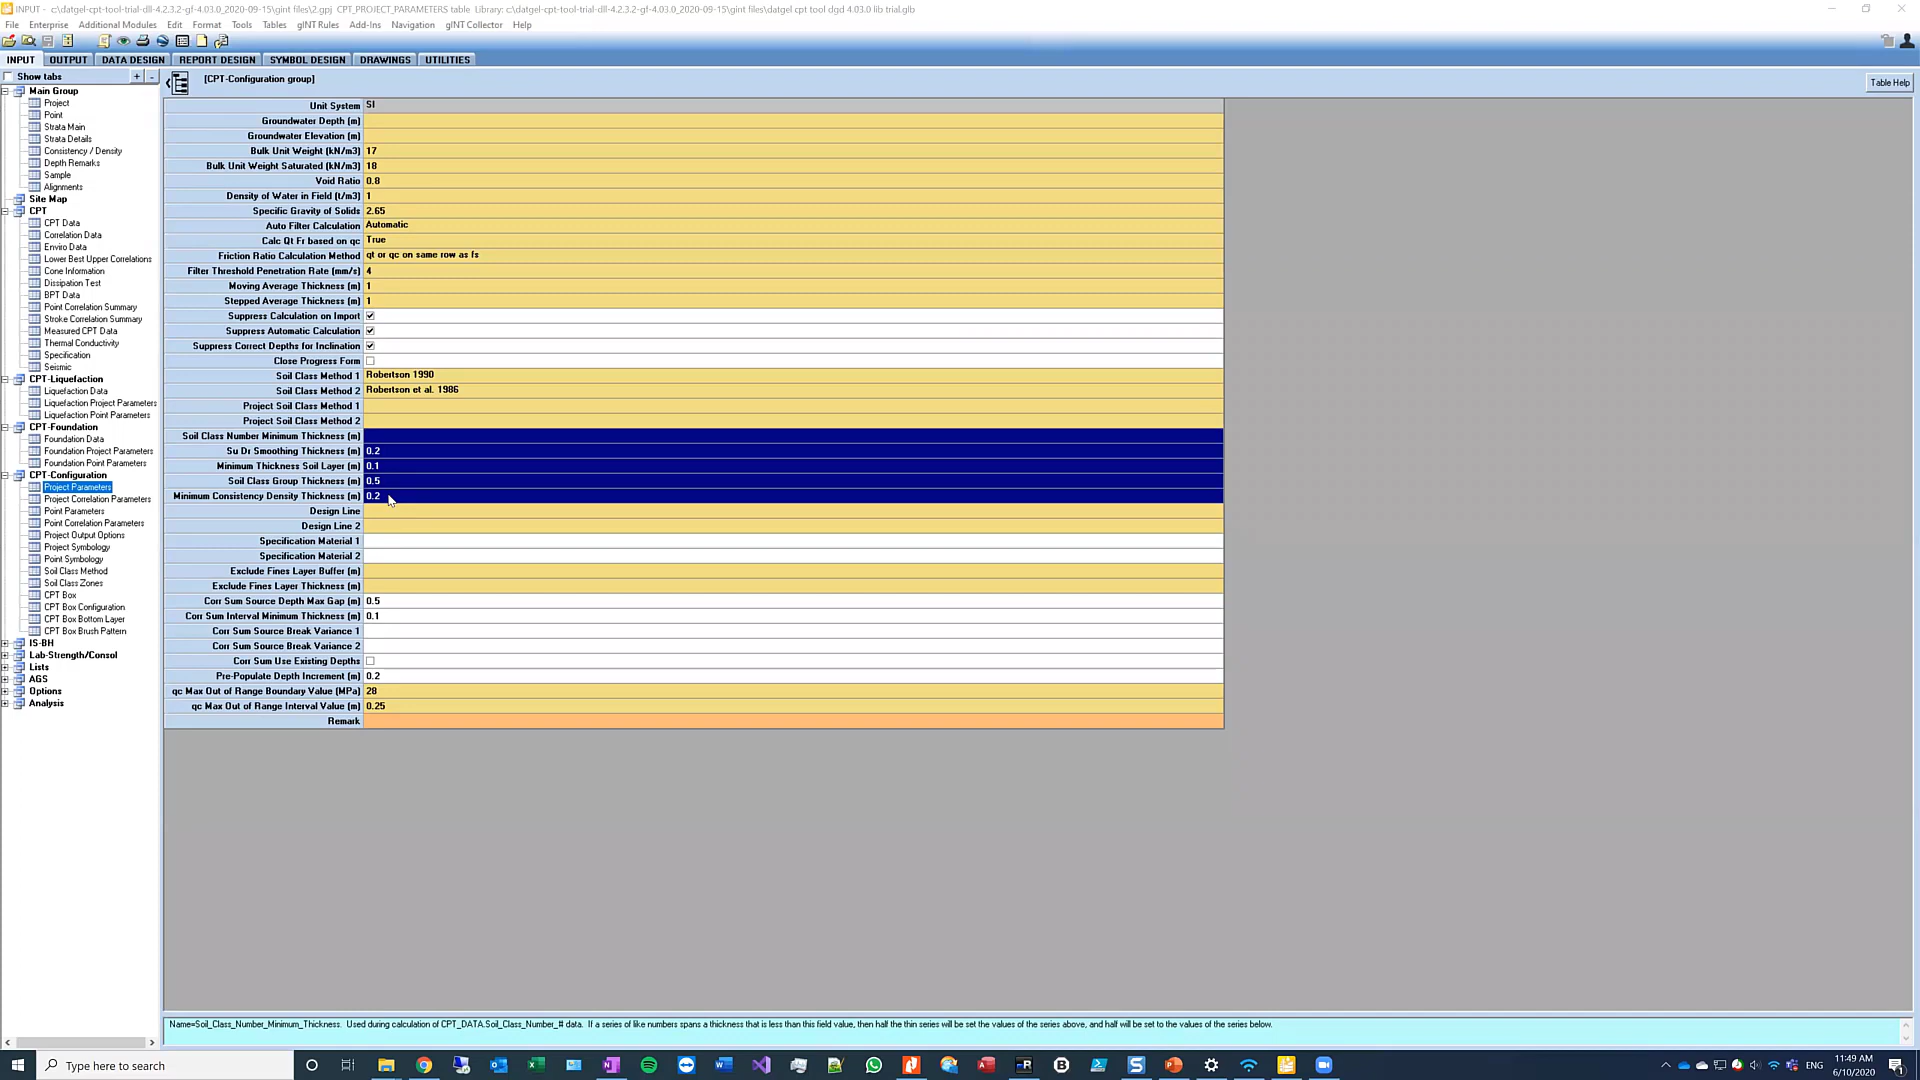 INPUT - c:\datgel-cpt-tool-trial-dll-4.2.3.2-gf-4.03.0_2020-09-15\gint files\2.gpj CPT_PROJECT_PARAMETERS table Library: c:\datgel-cpt-tool-trial-dll-4.2.3.2-gf-4.03.0_2020-09-15\gint files\datgel cpt tool dgd 4.03.0 lib trial.glb
File Enterprise Additional Modules Edit Format Tools Tables gINT Rules Add-Ins Navigation gINT Collector Help
INPUT OUTPUT DATA DESIGN REPORT DESIGN SYMBOL DESIGN DRAWINGS UTILITIES
Show tabs + -
[CPT-Configuration group]
Table Help
Main Group
Project
Point
Strata Main
Strata Details
Consistency / Density
Depth Remarks
Sample
Alignments
Site Map
CPT
CPT Data
Correlation Data
Enviro Data
Lower Best Upper Correlations
Cone Information
Dissipation Test
BPT Data
Point Correlation Summary
Stroke Correlation Summary
Measured CPT Data
Thermal Conductivity
Specification
Seismic
CPT-Liquefaction
Liquefaction Data
Liquefaction Project Parameters
Liquefaction Point Parameters
CPT-Foundation
Foundation Data
Foundation Project Parameters
Foundation Point Parameters
CPT-Configuration
Project Parameters
Project Correlation Parameters
Point Parameters
Point Correlation Parameters
Project Output Options
Project Symbology
Point Symbology
Soil Class Method
Soil Class Zones
CPT Box
CPT Box Configuration
CPT Box Bottom Layer
CPT Box Brush Pattern
IS-BH
Lab-Strength/Consol
Lists
AGS
Options
Analysis
Unit System SI
Groundwater Depth (m)
Groundwater Elevation (m)
Bulk Unit Weight (kN/m3) 17
Bulk Unit Weight Saturated (kN/m3) 18
Void Ratio 0.8
Density of Water in Field (t/m3) 1
Specific Gravity of Solids 2.65
Auto Filter Calculation Automatic
Calc Qt Fr based on qc True
Friction Ratio Calculation Method qt or qc on same row as fs
Filter Threshold Penetration Rate (mm/s) 4
Moving Average Thickness (m) 1
Stepped Average Thickness (m) 1
Suppress Calculation on Import
Suppress Automatic Calculation
Suppress Correct Depths for Inclination
Close Progress Form
Soil Class Method 1 Robertson 1990
Soil Class Method 2 Robertson et al. 1986
Project Soil Class Method 1
Project Soil Class Method 2
Soil Class Number Minimum Thickness (m)
Su Dr Smoothing Thickness (m) 0.2
Minimum Thickness Soil Layer (m) 0.1
Soil Class Group Thickness (m) 0.5
Minimum Consistency Density Thickness (m) 0.2
Design Line
Design Line 2
Specification Material 1
Specification Material 2
Exclude Fines Layer Buffer (m)
Exclude Fines Layer Thickness (m)
Corr Sum Source Depth Max Gap (m) 0.5
Corr Sum Interval Minimum Thickness (m) 0.1
Corr Sum Source Break Variance 1
Corr Sum Source Break Variance 2
Corr Sum Use Existing Depths
Pre-Populate Depth Increment (m) 0.2
qc Max Out of Range Boundary Value (MPa) 28
qc Max Out of Range Interval Value (m) 0.25
Remark
Name=Soil_Class_Number_Minimum_Thickness. Used during calculation of CPT_DATA.Soil_Class_Number_# data. If a series of like numbers spans a thickness that is less than this field value, then half the thin series will be set the values of the series above, and half will be set to the values of the series below.
Type here to search
ENG
11:49 AM
6/10/2020